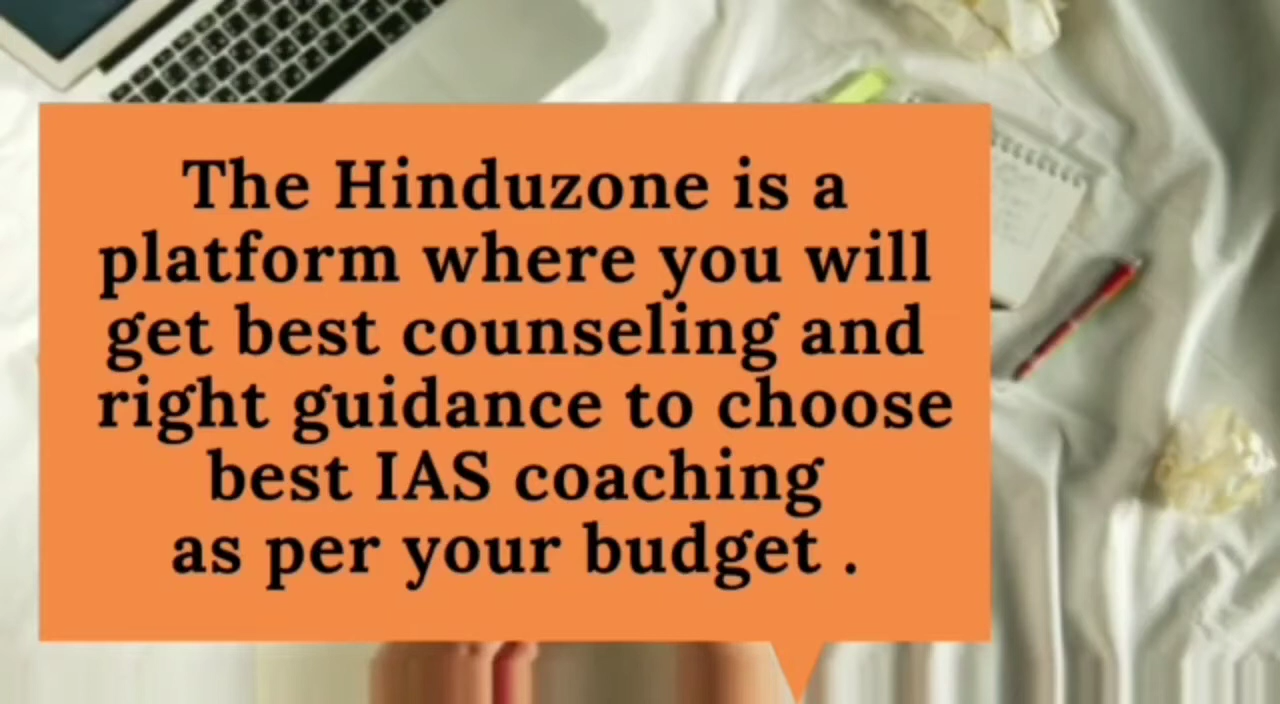 The Hinduzone is a
platform where you will
get best counseling and
right guidance to choose
best IAS coaching
as per your budget .